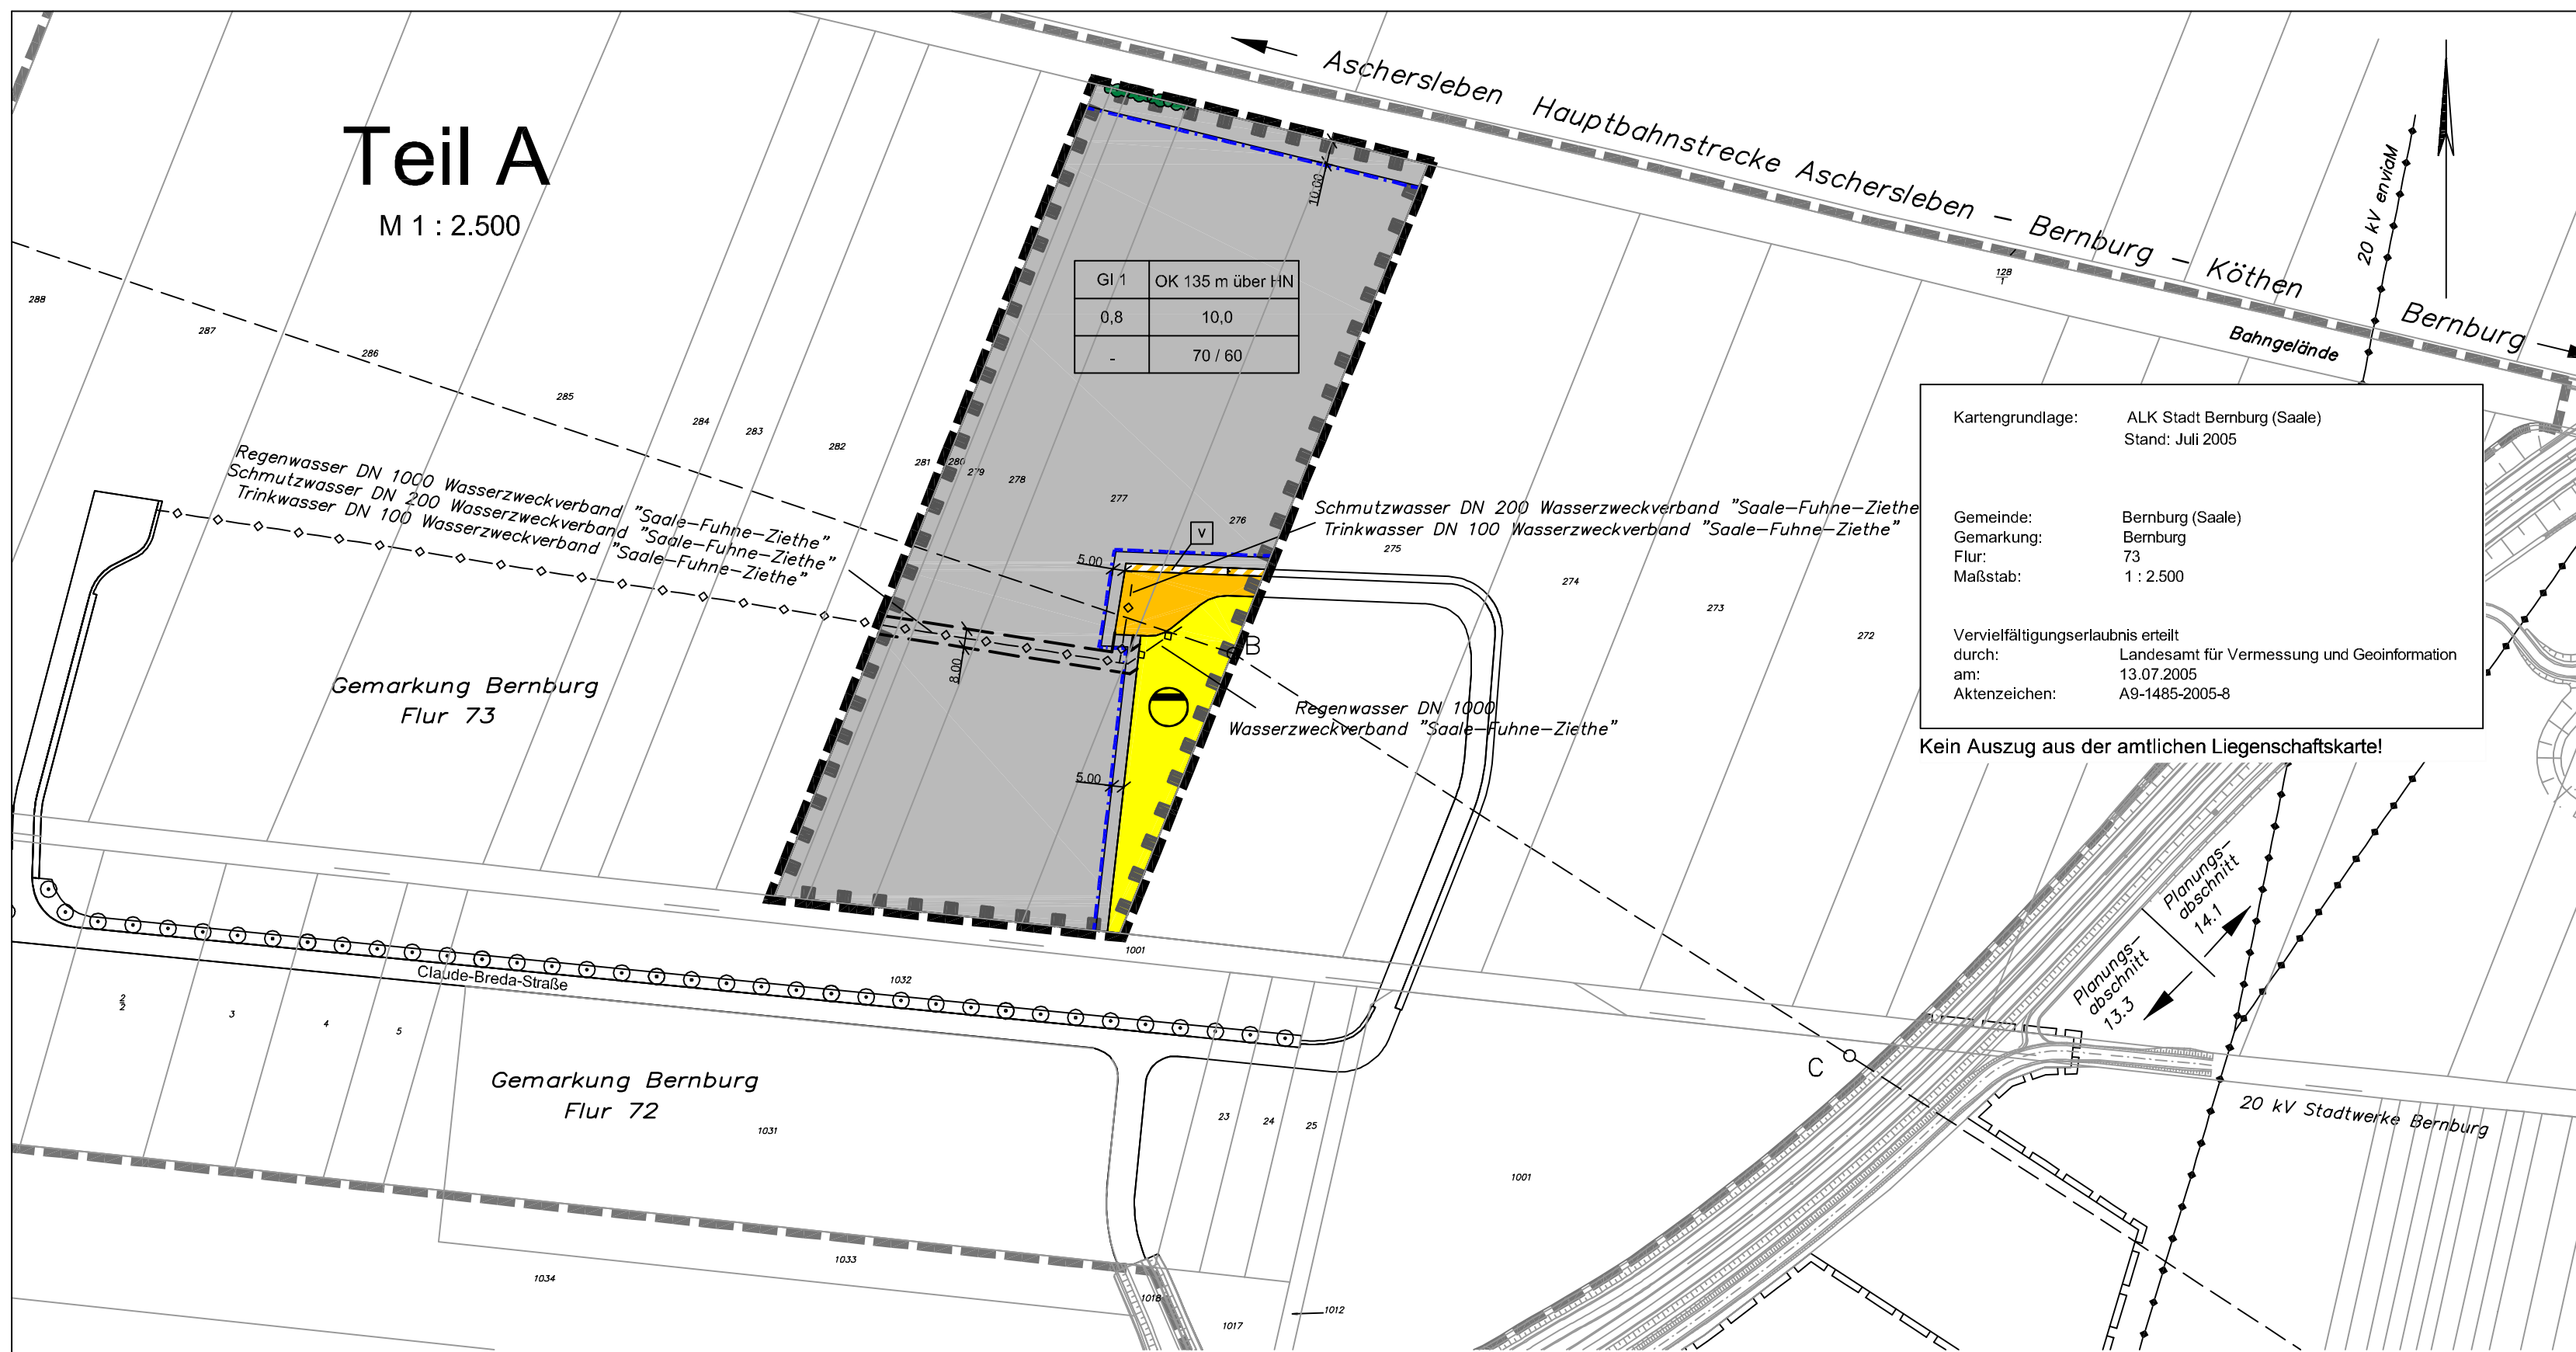 Teil A
M 1 : 2.500
Aschersleben
Hauptbahnstrecke Aschersleben – Bernburg – Köthen
Bernburg
Bahngelände
20 kV enviaM
128
1
GI 1
OK 135 m über HN
0,8
10,0
-
70 / 60
10.00
288
287
286
285
284
283
282
281
280
279
278
277
276
275
274
273
272
Regenwasser DN 1000 Wasserzweckverband "Saale–Fuhne–Ziethe"
Schmutzwasser DN 200 Wasserzweckverband "Saale–Fuhne–Ziethe"
Trinkwasser DN 100 Wasserzweckverband "Saale–Fuhne–Ziethe"
Schmutzwasser DN 200 Wasserzweckverband "Saale–Fuhne–Ziethe
Trinkwasser DN 100 Wasserzweckverband "Saale–Fuhne–Ziethe"
V
5.00
8.00
B
5.00
Regenwasser DN 1000
Wasserzweckverband "Saale–Fuhne–Ziethe"
Gemarkung Bernburg
Flur 73
Kartengrundlage: ALK Stadt Bernburg (Saale)
Stand: Juli 2005
Gemeinde: Bernburg (Saale)
Gemarkung: Bernburg
Flur: 73
Maßstab: 1 : 2.500
Vervielfältigungserlaubnis erteilt
durch: Landesamt für Vermessung und Geoinformation
am: 13.07.2005
Aktenzeichen: A9-1485-2005-8
Kein Auszug aus der amtlichen Liegenschaftskarte!
Planungs–
abschnitt
14.1
Planungs–
abschnitt
13.3
C
20 kV Stadtwerke Bernburg
1001
1032
Claude-Breda-Straße
2
2
3
4
5
Gemarkung Bernburg
Flur 72
1031
23
24
25
1001
1033
1034
1018
1017
1012